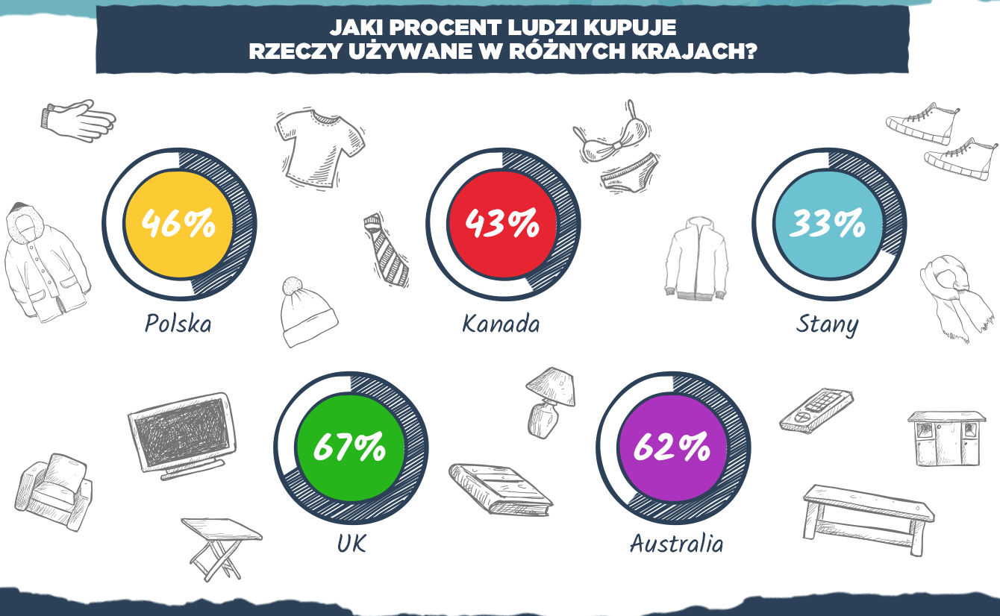 JAKI PROCENT LUDZI KUPUJE
RZECZY UŻYWANE W RÓŻNYCH KRAJACH?
46%
Polska
43%
Kanada
33%
Stany
67%
UK
62%
Australia